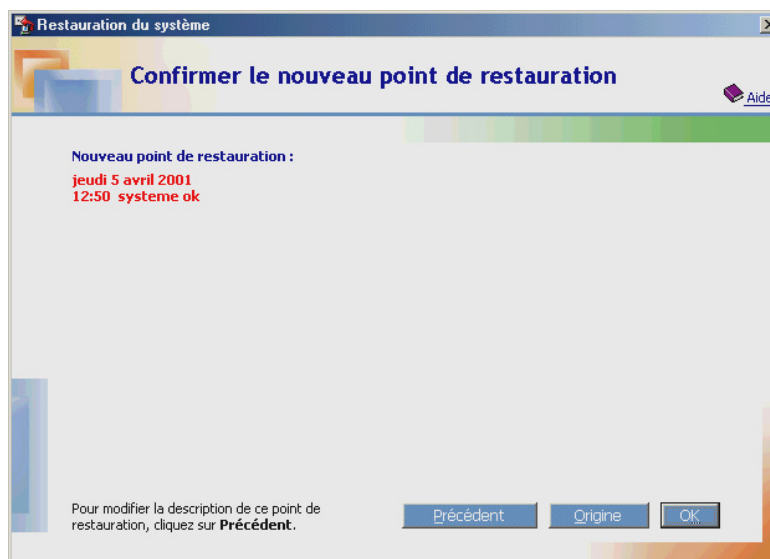 Restauration du système
Confirmer le nouveau point de restauration
Aide
Nouveau point de restauration :
jeudi 5 avril 2001
12:50 systeme ok
Pour modifier la description de ce point de
restauration, cliquez sur Précédent.
Précédent
Origine
OK